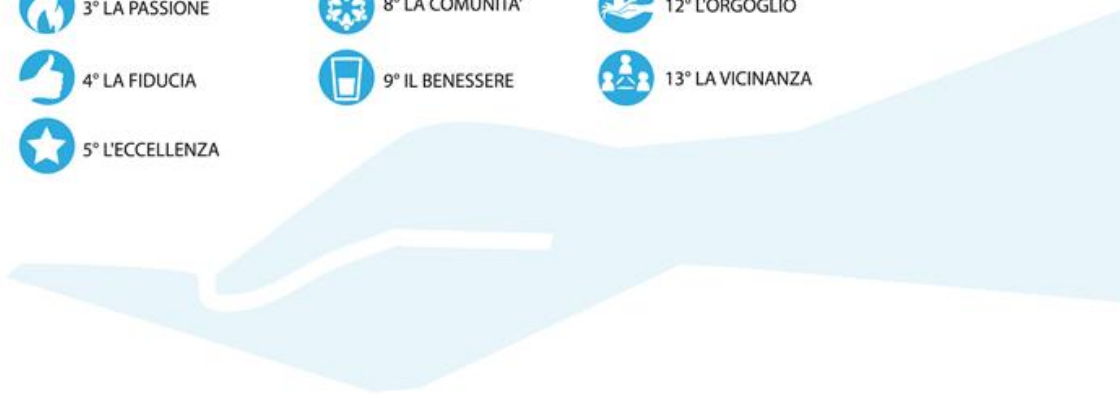 3° LA PASSIONE
4° LA FIDUCIA
5° L'ECCELLENZA
8° LA COMUNITA'
9° IL BENESSERE
12° L'ORGOGLIO
13° LA VICINANZA